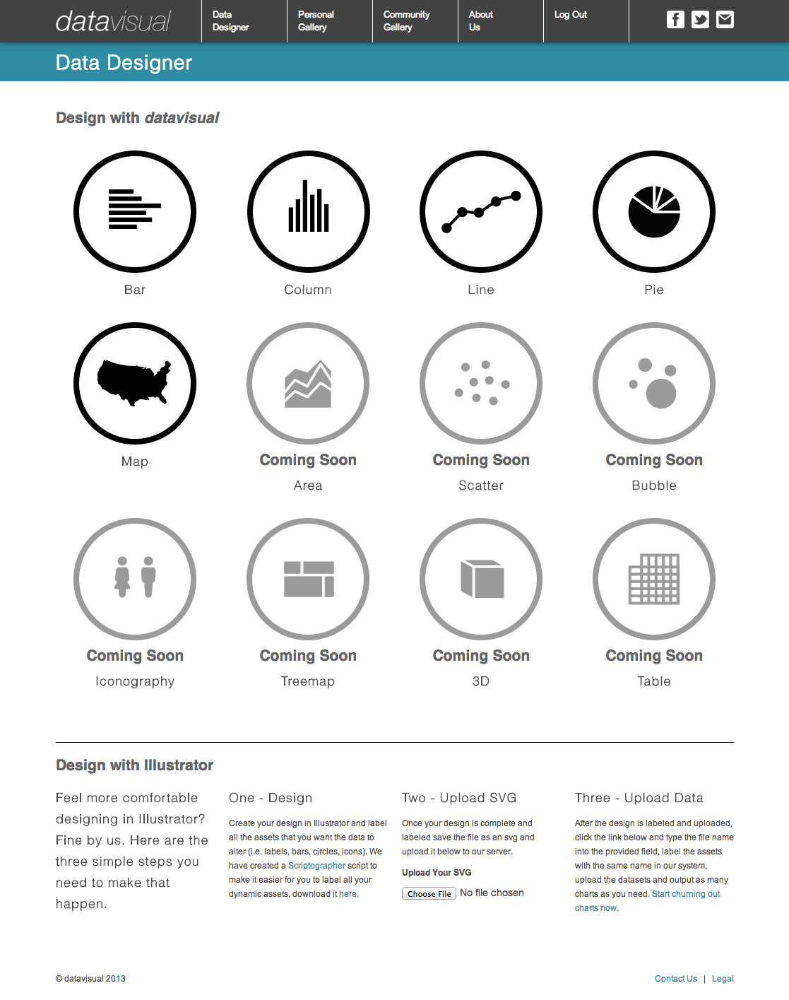 datavisual
Data
Designer
Personal
Gallery
Community
Gallery
About
Us
Log Out
Data Designer
Design with datavisual
Bar
Column
Line
Pie
Map
Coming Soon
Area
Coming Soon
Scatter
Coming Soon
Bubble
Coming Soon
Iconography
Coming Soon
Treemap
Coming Soon
3D
Coming Soon
Table
Design with Illustrator
Feel more comfortable
designing in Illustrator?
Fine by us. Here are the
three simple steps you
need to make that
happen.
One - Design
Create your design in Illustrator and label
all the assets that you want the data to
alter (i.e. labels, bars, circles, icons). We
have created a Scriptographer script to
make it easier for you to label all your
dynamic assets, download it here.
Two - Upload SVG
Once your design is complete and
labeled save the file as an svg and
upload it below to our server.
Upload Your SVG
Choose File No file chosen
Three - Upload Data
After the design is labeled and uploaded,
click the link below and type the file name
into the provided field, label the assets
with the same name in our system,
upload the datasets and output as many
charts as you need. Start churning out
charts now.
© datavisual 2013
Contact Us | Legal